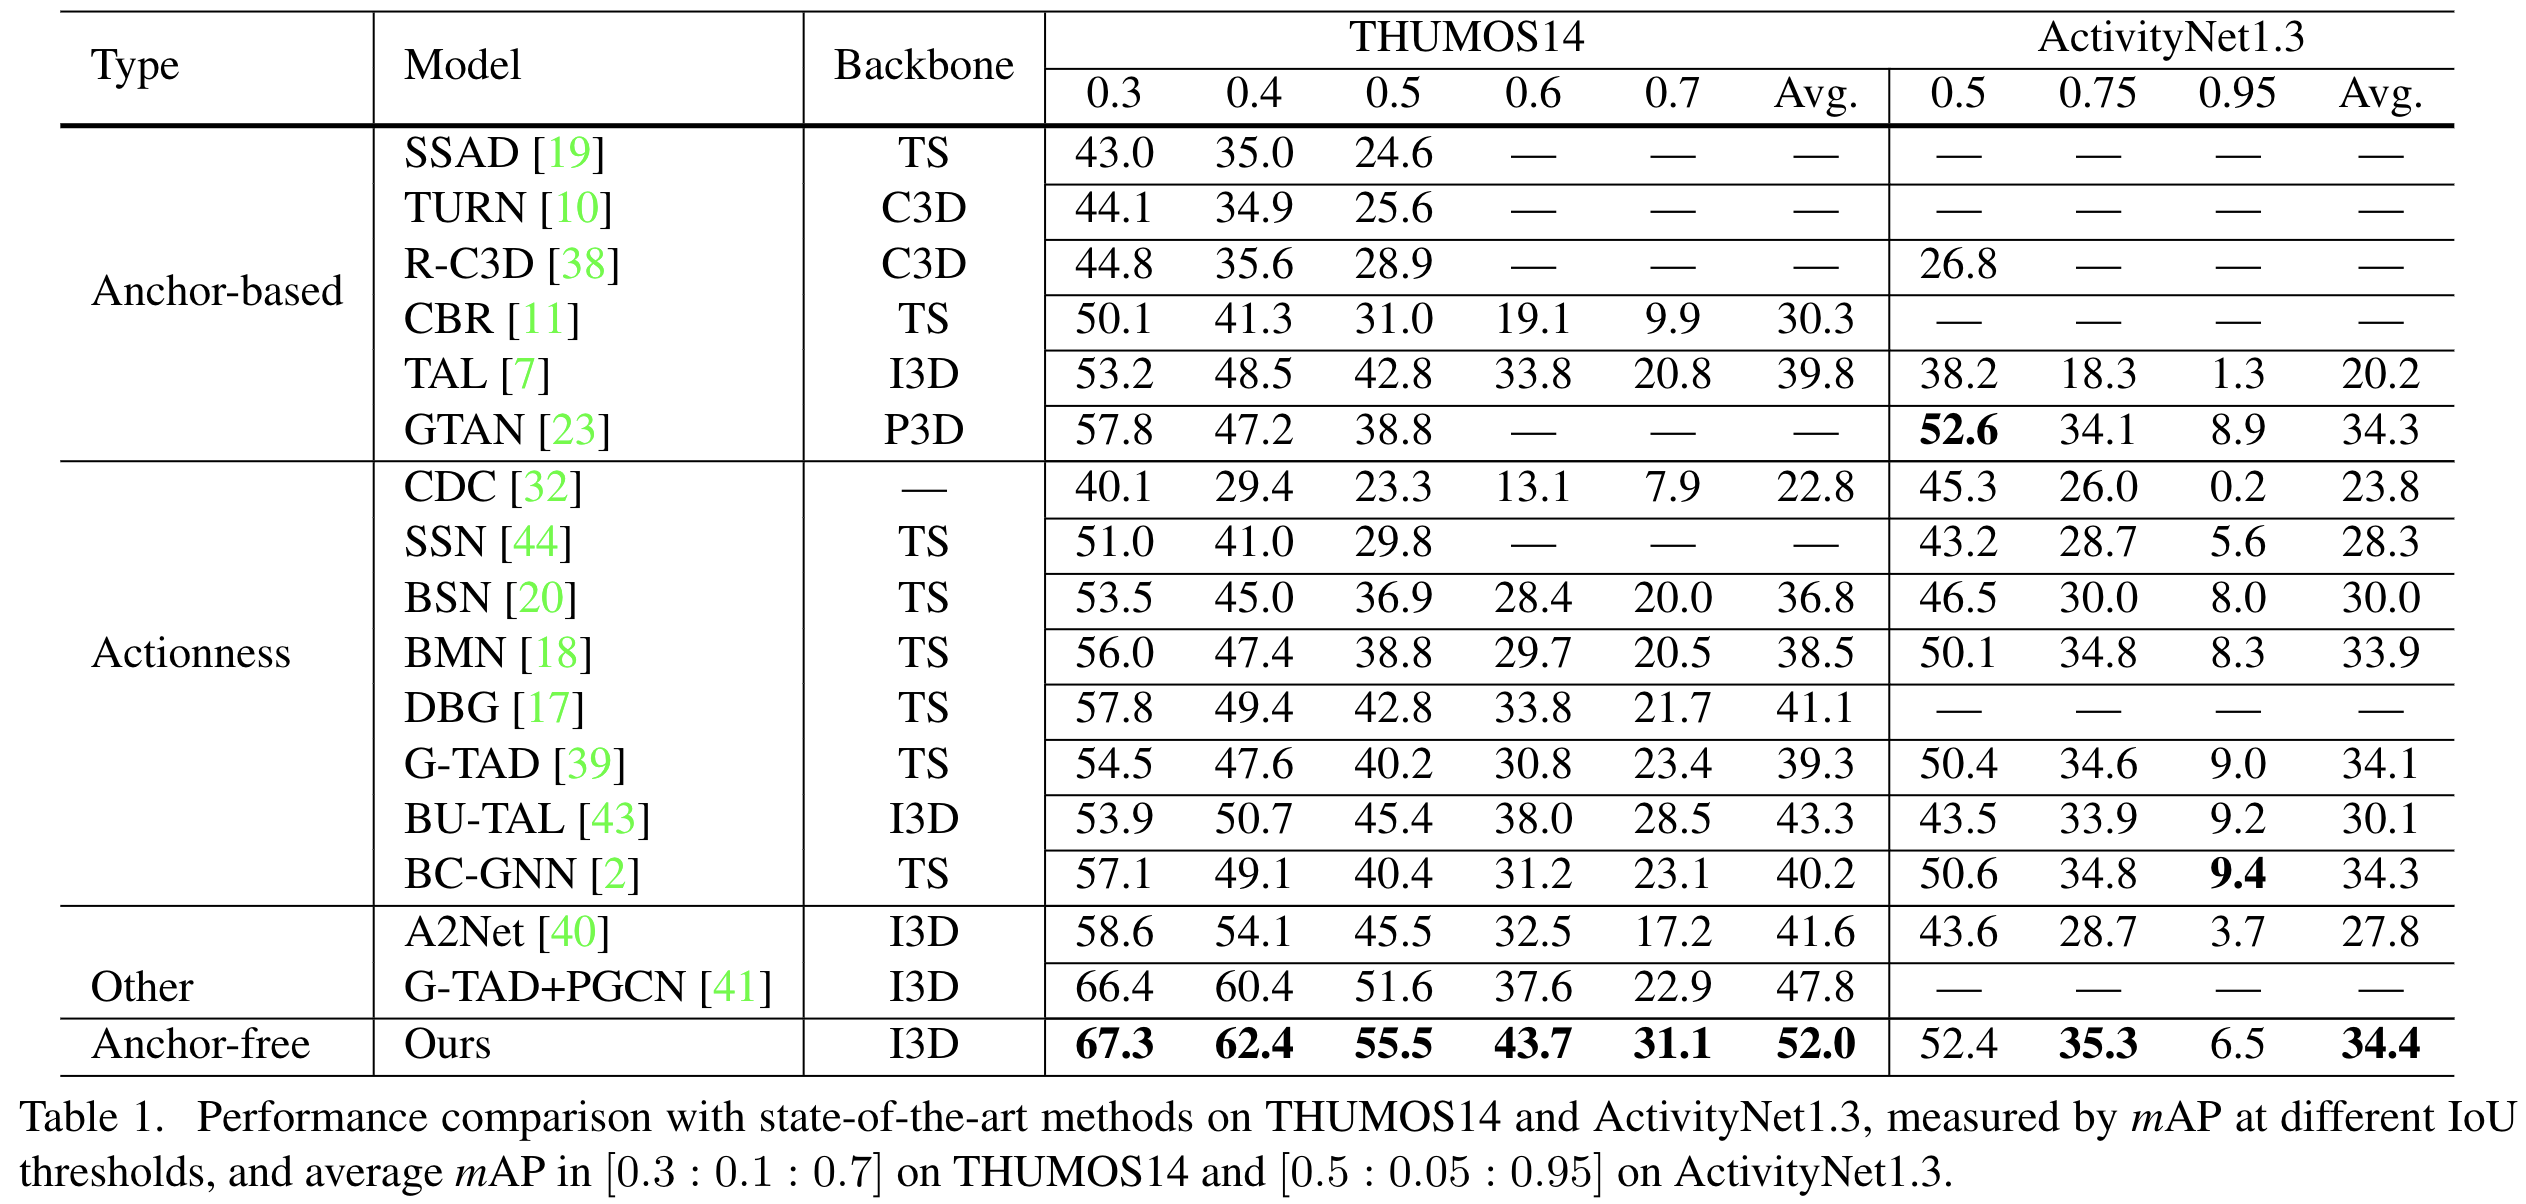 Type Model Backbone THUMOS14 ActivityNet1.3
0.3 0.4 0.5 0.6 0.7 Avg. 0.5 0.75 0.95 Avg.
Anchor-based SSAD [19] TS 43.0 35.0 24.6 — — — — — — —
TURN [10] C3D 44.1 34.9 25.6 — — — — — — —
R-C3D [38] C3D 44.8 35.6 28.9 — — — 26.8 — — —
CBR [11] TS 50.1 41.3 31.0 19.1 9.9 30.3 — — — —
TAL [7] I3D 53.2 48.5 42.8 33.8 20.8 39.8 38.2 18.3 1.3 20.2
GTAN [23] P3D 57.8 47.2 38.8 — — — 52.6 34.1 8.9 34.3
Actionness CDC [32] — 40.1 29.4 23.3 13.1 7.9 22.8 45.3 26.0 0.2 23.8
SSN [44] TS 51.0 41.0 29.8 — — — 43.2 28.7 5.6 28.3
BSN [20] TS 53.5 45.0 36.9 28.4 20.0 36.8 46.5 30.0 8.0 30.0
BMN [18] TS 56.0 47.4 38.8 29.7 20.5 38.5 50.1 34.8 8.3 33.9
DBG [17] TS 57.8 49.4 42.8 33.8 21.7 41.1 — — — —
G-TAD [39] TS 54.5 47.6 40.2 30.8 23.4 39.3 50.4 34.6 9.0 34.1
BU-TAL [43] I3D 53.9 50.7 45.4 38.0 28.5 43.3 43.5 33.9 9.2 30.1
BC-GNN [2] TS 57.1 49.1 40.4 31.2 23.1 40.2 50.6 34.8 9.4 34.3
A2Net [40] I3D 58.6 54.1 45.5 32.5 17.2 41.6 43.6 28.7 3.7 27.8
Other G-TAD+PGCN [41] I3D 66.4 60.4 51.6 37.6 22.9 47.8 — — — —
Anchor-free Ours I3D 67.3 62.4 55.5 43.7 31.1 52.0 52.4 35.3 6.5 34.4
Table 1. Performance comparison with state-of-the-art methods on THUMOS14 and ActivityNet1.3, measured by mAP at different IoU
thresholds, and average mAP in [0.3 : 0.1 : 0.7] on THUMOS14 and [0.5 : 0.05 : 0.95] on ActivityNet1.3.